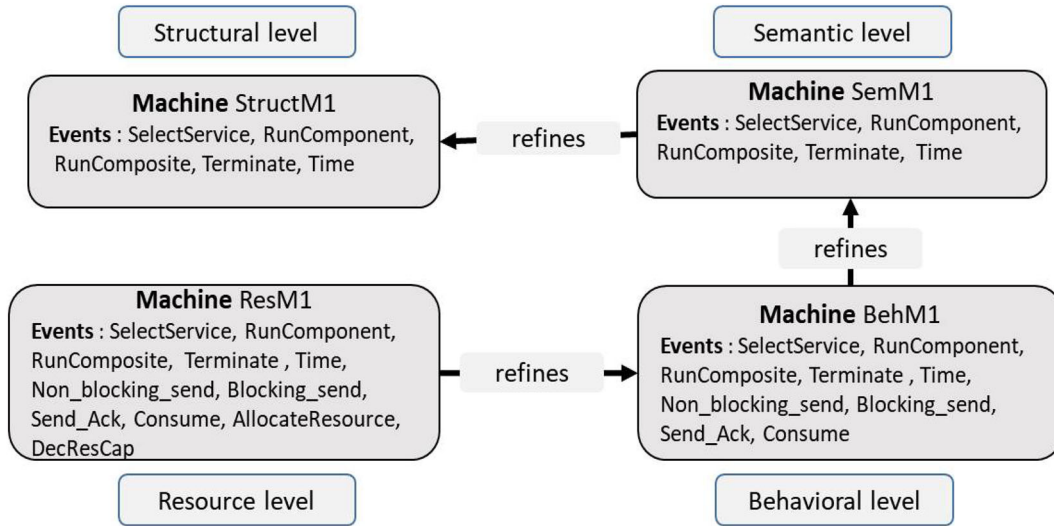 Structural level
Semantic level
Machine StructM1
Events : SelectService, RunComponent,
RunComposite, Terminate, Time
refines
Machine SemM1
Events : SelectService, RunComponent,
RunComposite, Terminate, Time
refines
Machine ResM1
Events : SelectService, RunComponent,
RunComposite, Terminate , Time,
Non_blocking_send, Blocking_send,
Send_Ack, Consume, AllocateResource,
DecResCap
refines
Machine BehM1
Events : SelectService, RunComponent,
RunComposite, Terminate , Time,
Non_blocking_send, Blocking_send,
Send_Ack, Consume
Resource level
Behavioral level